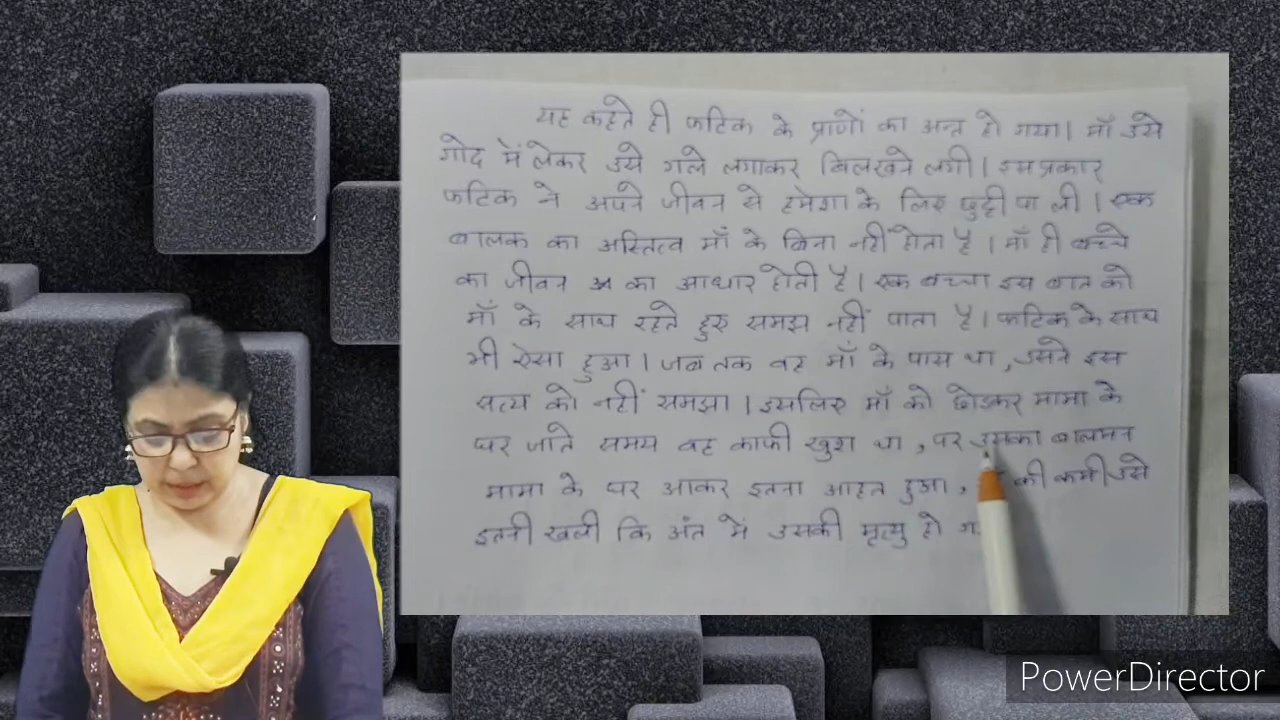 यह कहते ही फटिक के प्राणों का अन्त हो गया। माँ उसे
गोद में लेकर उसे गले लगाकर बिलखने लगी। इस प्रकार
फटिक ने अपने जीवन से हमेशा के लिए छुट्टी पा ली। एक
बालक का अस्तित्व माँ के बिना नहीं होता है। माँ ही बच्चे
का जीवन का आधार होती है। एक बच्चा इस बात को
माँ के साथ रहते हुए समझ नहीं पाता है। फटिक के साथ
भी ऐसा हुआ। जब तक वह माँ के पास था, उसने इस
सत्य को नहीं समझा। इसलिए माँ को छोडकर मामा के
घर जाते समय वह काफी खुश था, पर उसका बालमन
मामा के घर आकर इतना आहत हुआ, की कमी उसे
इतनी खली कि अंत में उसकी मृत्यु हो
PowerDirector